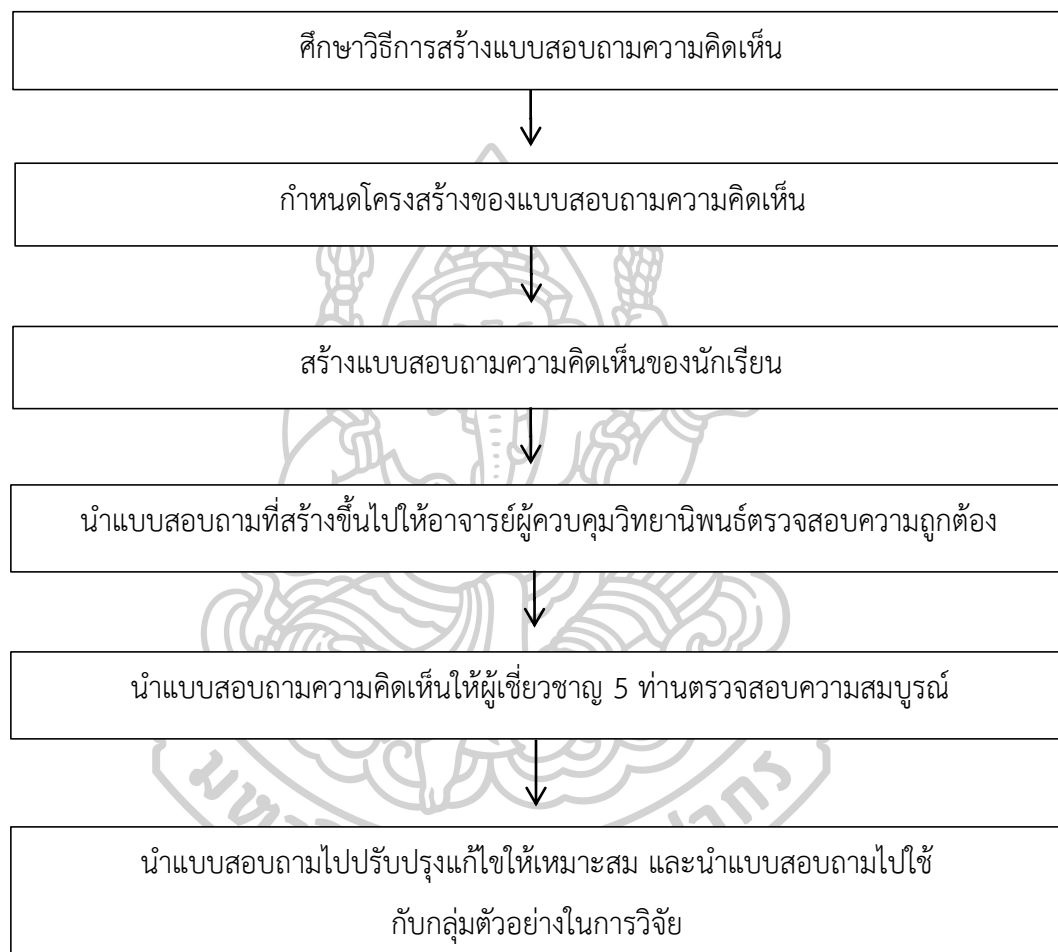 ศึกษาวิธีการสร้างแบบสอบถามความคิดเห็น
กำหนดโครงสร้างของแบบสอบถามความคิดเห็น
สร้างแบบสอบถามความคิดเห็นของนักเรียน
นำแบบสอบถามที่สร้างขึ้นไปให้อาจารย์ผู้ควบคุมวิทยานิพนธ์ตรวจสอบความถูกต้อง
นำแบบสอบถามความคิดเห็นให้ผู้เชี่ยวชาญ 5 ท่านตรวจสอบความสมบูรณ์
นำแบบสอบถามไปปรับปรุงแก้ไขให้เหมาะสม และนำแบบสอบถามไปใช้
กับกลุ่มตัวอย่างในการวิจัย